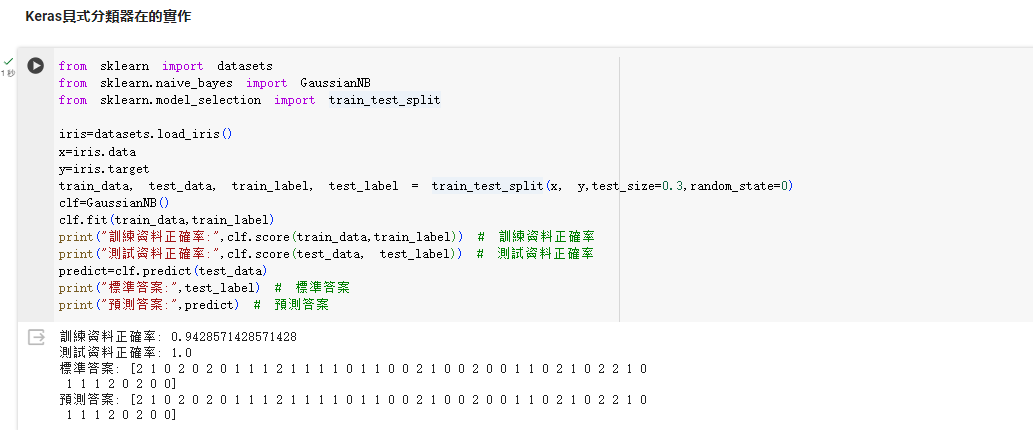 Keras貝式分類器在的實作
1 秒
from sklearn import datasets
from sklearn.naive_bayes import GaussianNB
from sklearn.model_selection import train_test_split
iris=datasets.load_iris()
x=iris.data
y=iris.target
train_data, test_data, train_label, test_label = train_test_split(x, y,test_size=0.3,random_state=0)
clf=GaussianNB()
clf.fit(train_data,train_label)
print("訓練資料正確率:",clf.score(train_data,train_label)) # 訓練資料正確率
print("測試資料正確率:",clf.score(test_data, test_label)) # 測試資料正確率
predict=clf.predict(test_data)
print("標準答案:",test_label) # 標準答案
print("預測答案:",predict) # 預測答案
訓練資料正確率: 0.9428571428571428
測試資料正確率: 1.0
標準答案: [2 1 0 2 0 2 0 1 1 1 2 1 1 1 1 0 1 1 0 0 2 1 0 0 2 0 0 1 1 0 2 1 0 2 2 1 0
1 1 1 2 0 2 0 0]
預測答案: [2 1 0 2 0 2 0 1 1 1 2 1 1 1 1 0 1 1 0 0 2 1 0 0 2 0 0 1 1 0 2 1 0 2 2 1 0
1 1 1 2 0 2 0 0]